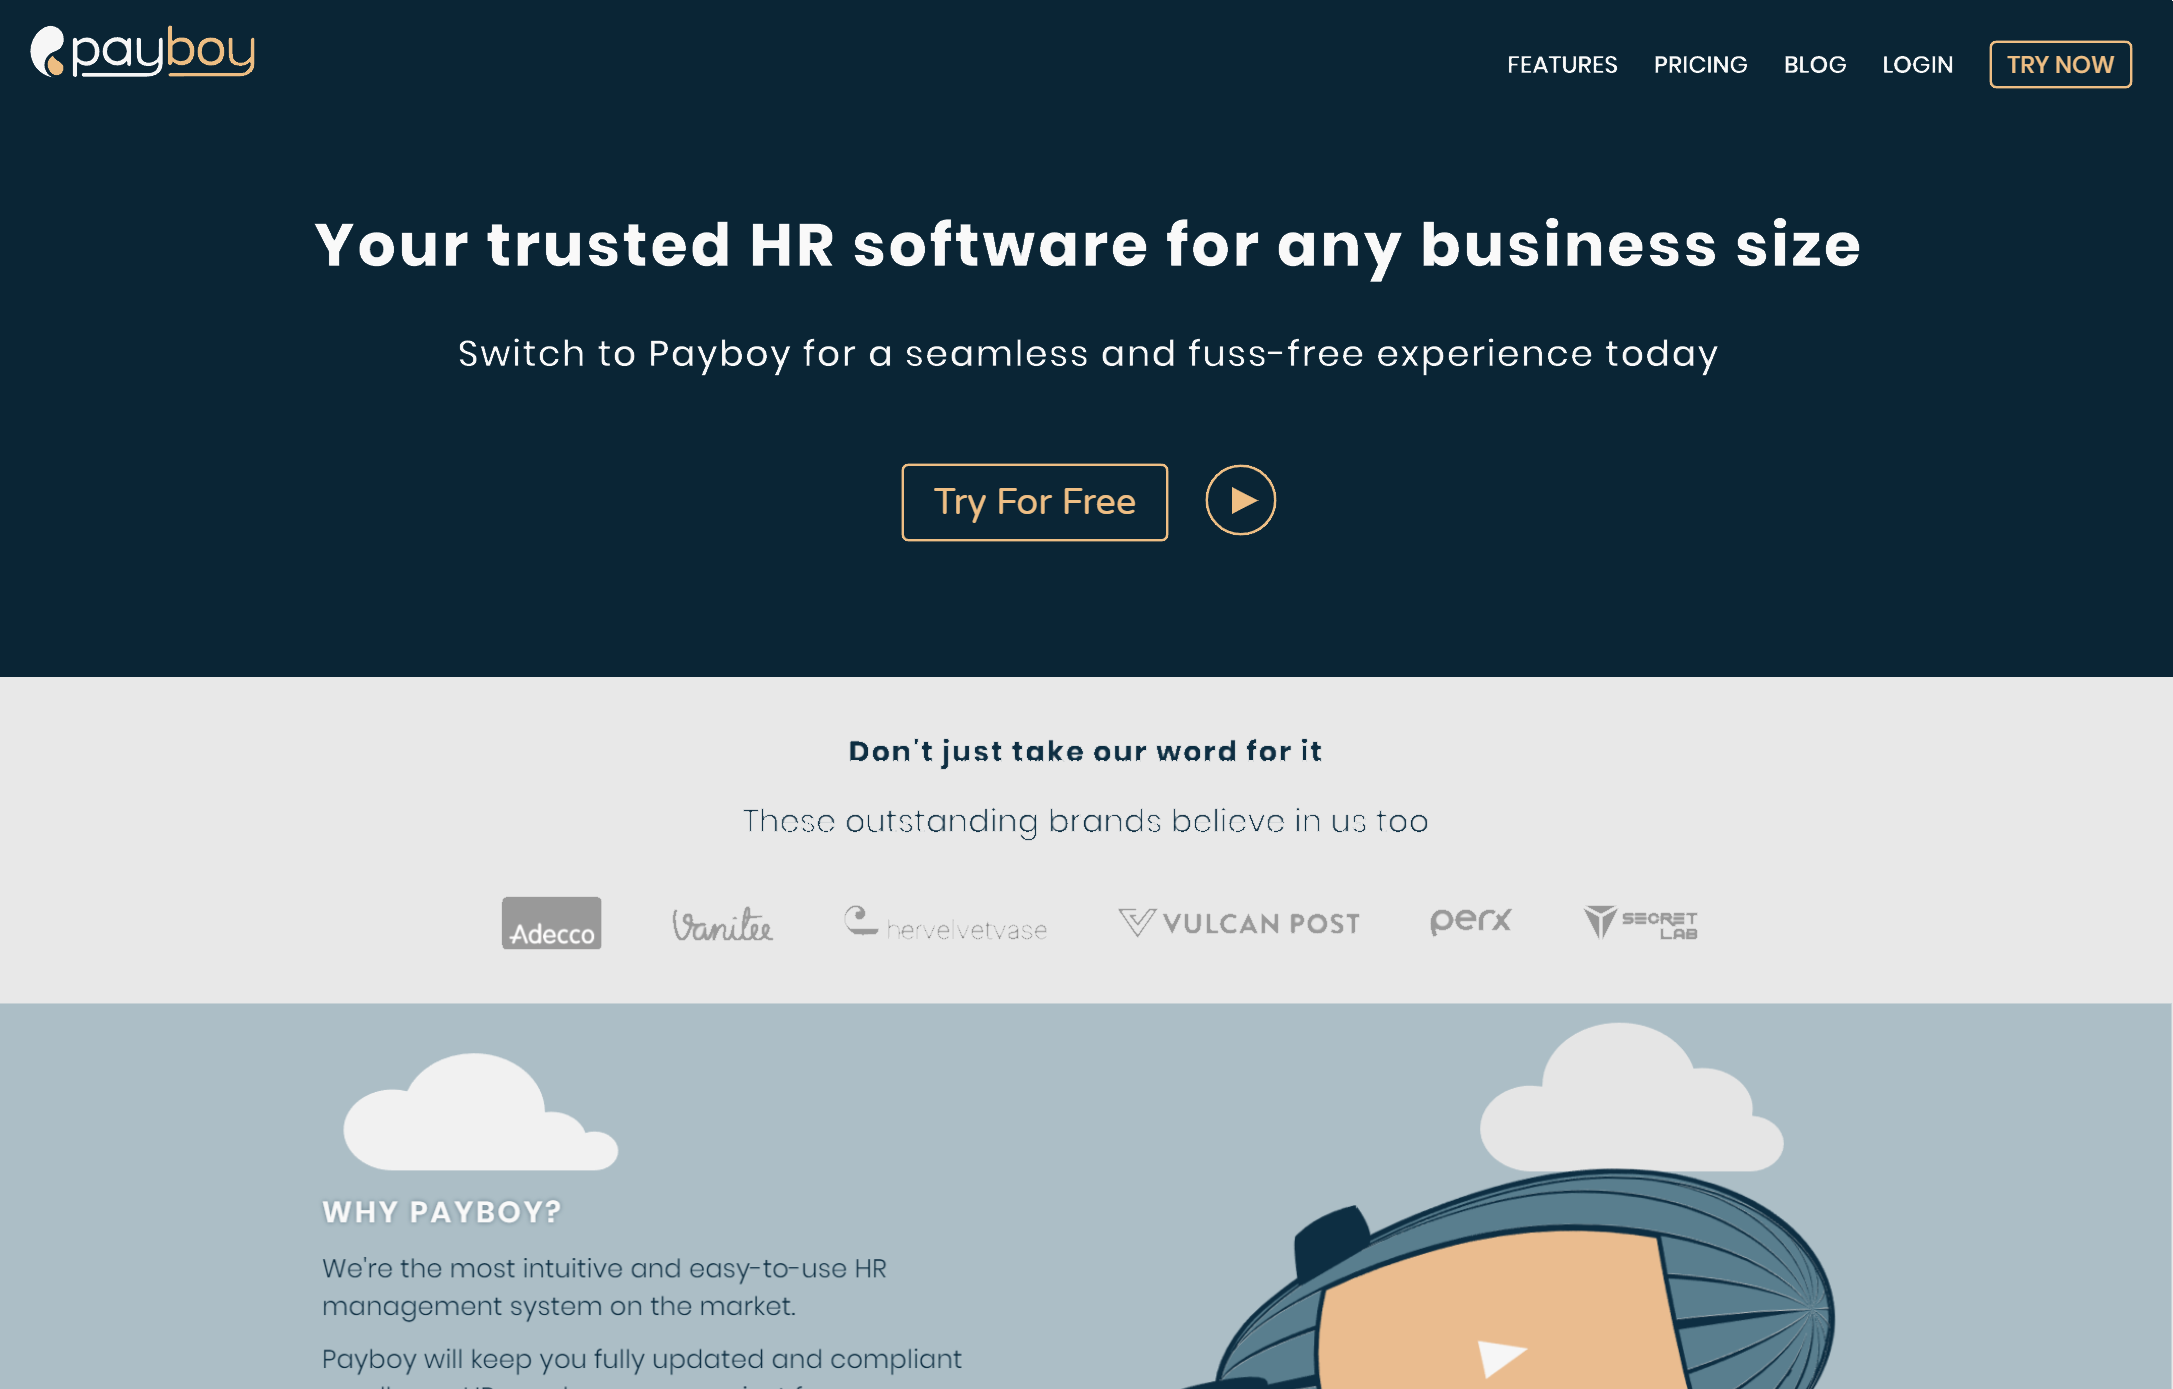 payboy
FEATURES PRICING BLOG LOGIN TRY NOW
Your trusted HR software for any business size
Switch to Payboy for a seamless and fuss-free experience today
Try For Free
Don't just take our word for it
These outstanding brands believe in us too
Adecco Vanitee hervelvetvase VULCAN POST perx SECRET LAB
WHY PAYBOY?
We're the most intuitive and easy-to-use HR
management system on the market.
Payboy will keep you fully updated and compliant